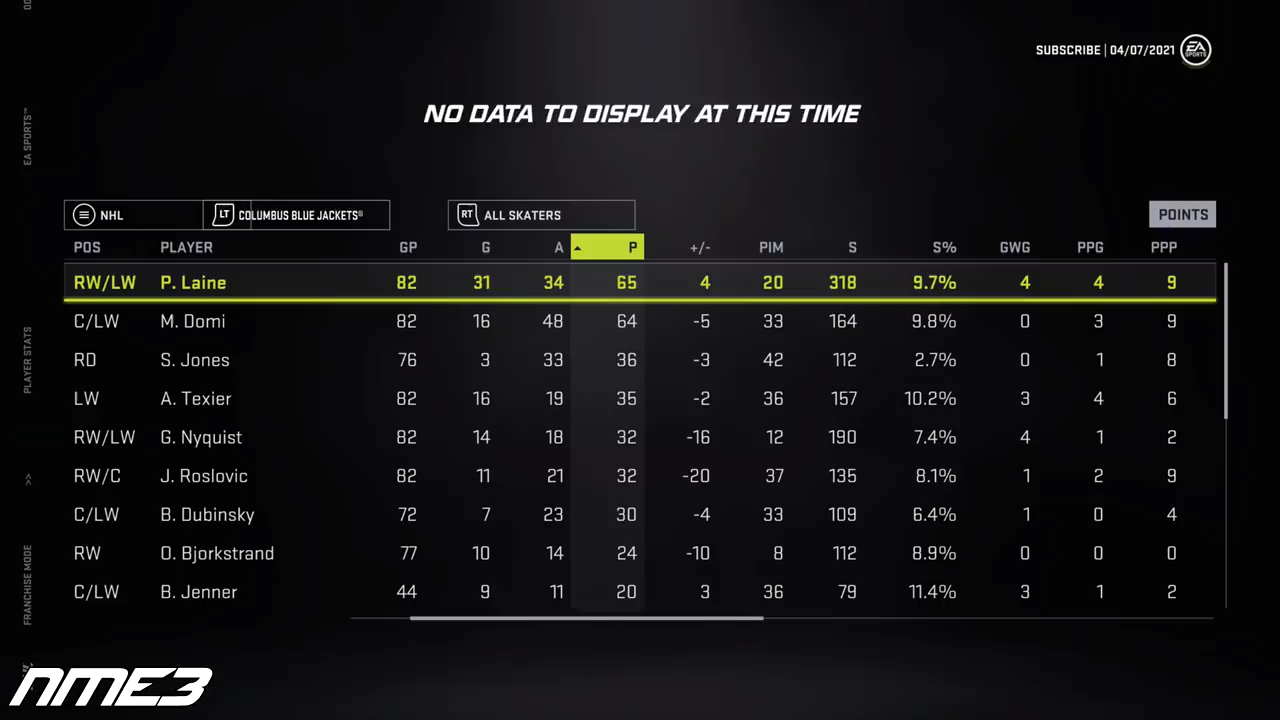 SUBSCRIBE | 04/07/2021 EA SPORTS
NO DATA TO DISPLAY AT THIS TIME
NHL LT COLUMBUS BLUE JACKETS® RT ALL SKATERS POINTS
POS PLAYER GP G A P +/- PIM S S% GWG PPG PPP
RW/LW P. Laine 82 31 34 65 4 20 318 9.7% 4 4 9
C/LW M. Domi 82 16 48 64 -5 33 164 9.8% 0 3 9
RD S. Jones 76 3 33 36 -3 42 112 2.7% 0 1 8
LW A. Texier 82 16 19 35 -2 36 157 10.2% 3 4 6
RW/LW G. Nyquist 82 14 18 32 -16 12 190 7.4% 4 1 2
RW/C J. Roslovic 82 11 21 32 -20 37 135 8.1% 1 2 9
C/LW B. Dubinsky 72 7 23 30 -4 33 109 6.4% 1 0 4
RW O. Bjorkstrand 77 10 14 24 -10 8 112 8.9% 0 0 0
C/LW B. Jenner 44 9 11 20 3 36 79 11.4% 3 1 2
EA SPORTS™
PLAYER STATS
>>
FRANCHISE MODE
NME3